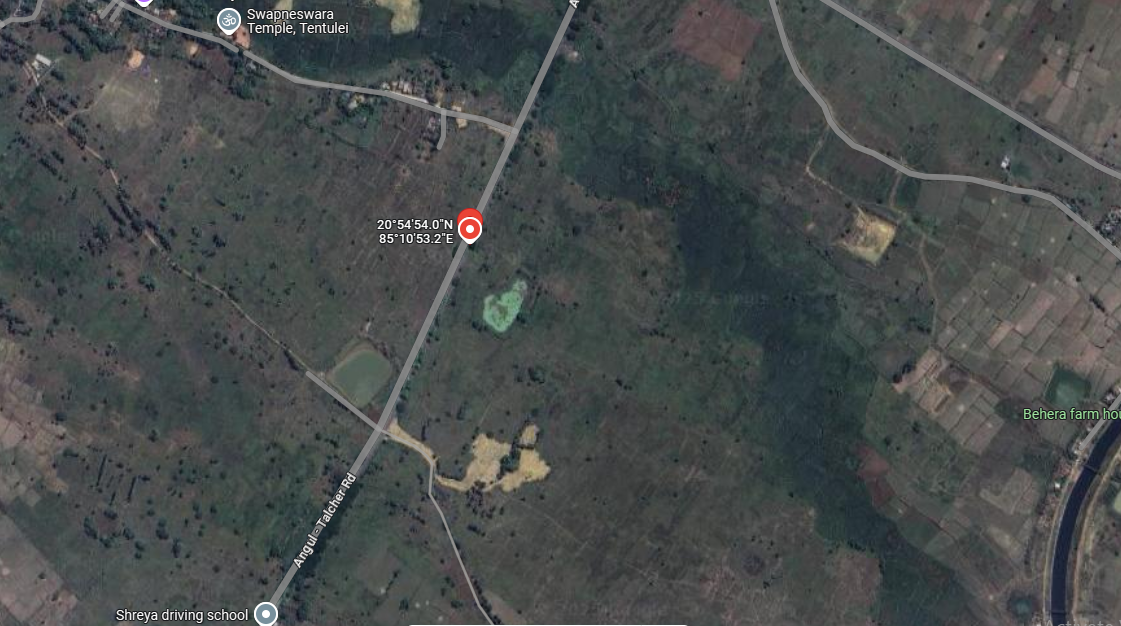 Swapneswara
Temple, Tentulei
A
20°54'54.0"N
85°10'53.2"E
Behera farm hou
Angul - Talcher Rd
Shreya driving school